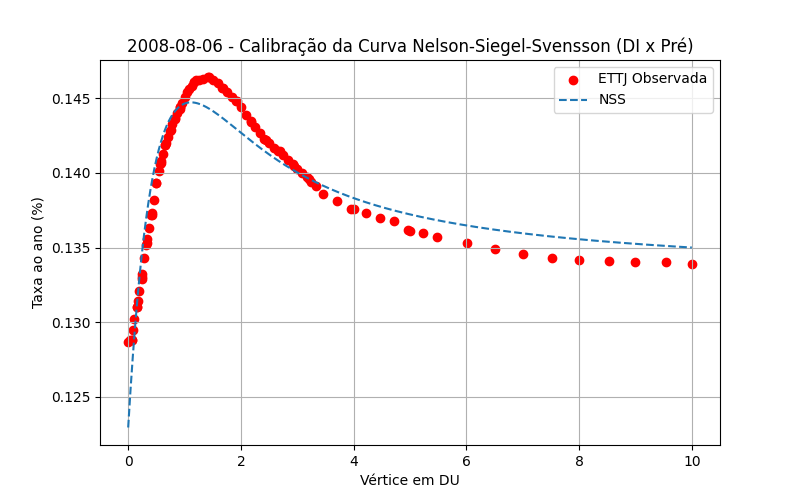 2008-08-06 - Calibração da Curva Nelson-Siegel-Svensson (DI x Pré)
ETTJ Observada
NSS
Taxa ao ano (%)
0.145
0.140
0.135
0.130
0.125
0 2 4 6 8 10
Vértice em DU